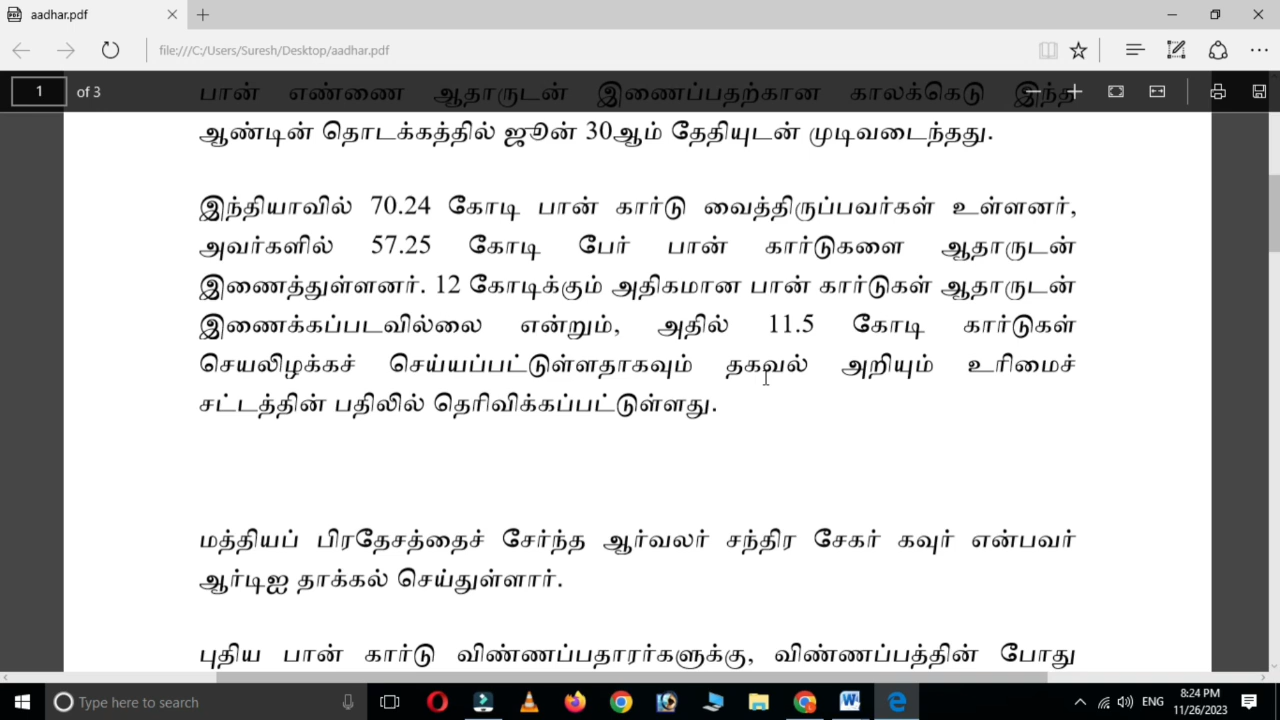 aadhar.pdf
file:///C:/Users/Suresh/Desktop/aadhar.pdf
1 of 3
பான் எண்ணை ஆதாருடன் இணைப்பதற்கான காலக்கெடு இந்த
ஆண்டின் தொடக்கத்தில் ஜூன் 30ஆம் தேதியுடன் முடிவடைந்தது.
இந்தியாவில் 70.24 கோடி பான் கார்டு வைத்திருப்பவர்கள் உள்ளனர்,
அவர்களில் 57.25 கோடி பேர் பான் கார்டுகளை ஆதாருடன்
இணைத்துள்ளனர். 12 கோடிக்கும் அதிகமான பான் கார்டுகள் ஆதாருடன்
இணைக்கப்படவில்லை என்றும், அதில் 11.5 கோடி கார்டுகள்
செயலிழக்கச் செய்யப்பட்டுள்ளதாகவும் தகவல் அறியும் உரிமைச்
சட்டத்தின் பதிலில் தெரிவிக்கப்பட்டுள்ளது.
மத்தியப் பிரதேசத்தைச் சேர்ந்த ஆர்வலர் சந்திர சேகர் கவுர் என்பவர்
ஆர்டிஐ தாக்கல் செய்துள்ளார்.
புதிய பான் கார்டு விண்ணப்பதாரர்களுக்கு, விண்ணப்பத்தின் போது
Type here to search
ENG
8:24 PM
11/26/2023